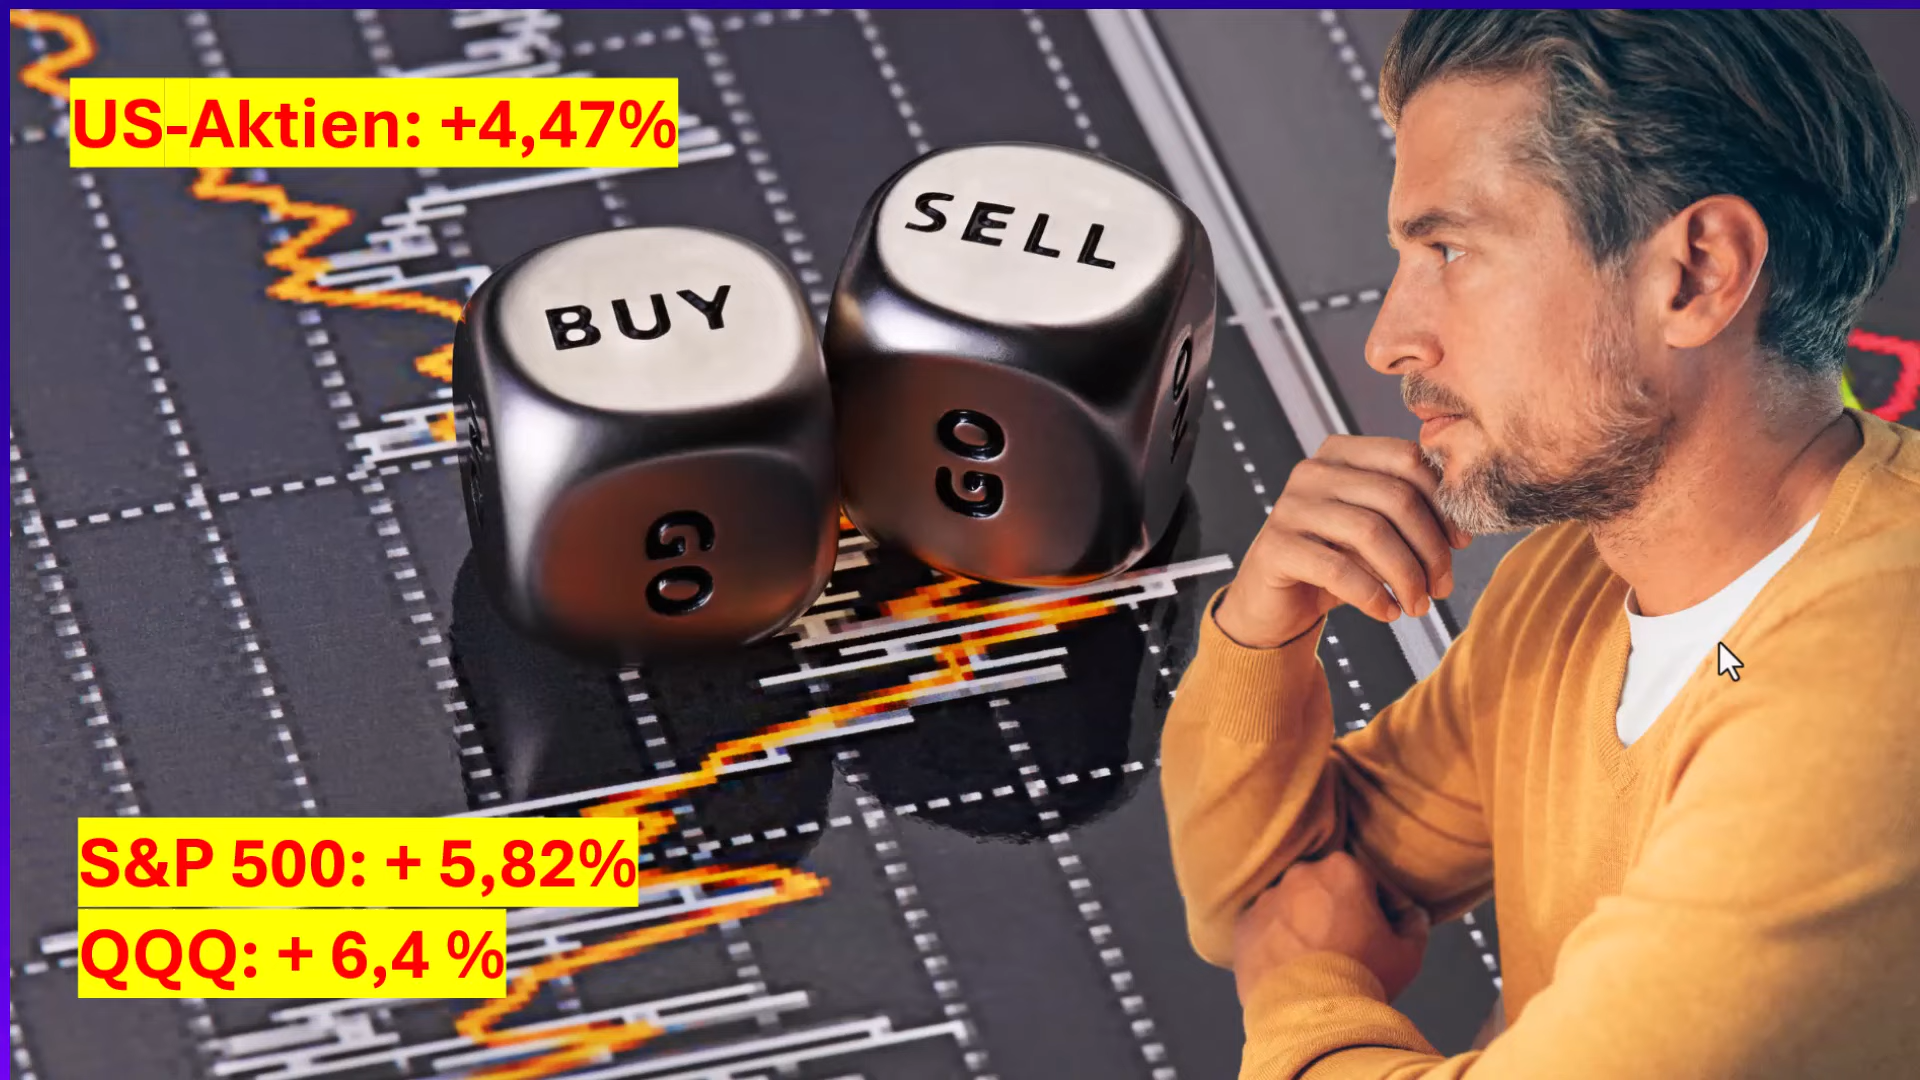 US-Aktien: +4,47%
SELL
BUY
GO
GO
S&P 500: + 5,82%
QQQ: + 6,4 %